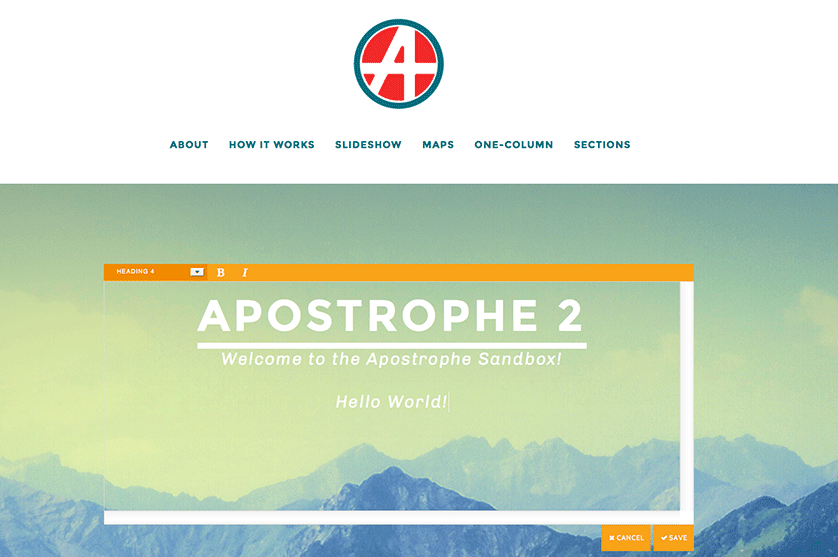 A
ABOUT HOW IT WORKS SLIDESHOW MAPS ONE-COLUMN SECTIONS
HEADING 4 B I
APOSTROPHE 2
Welcome to the Apostrophe Sandbox!
Hello World!
CANCEL SAVE